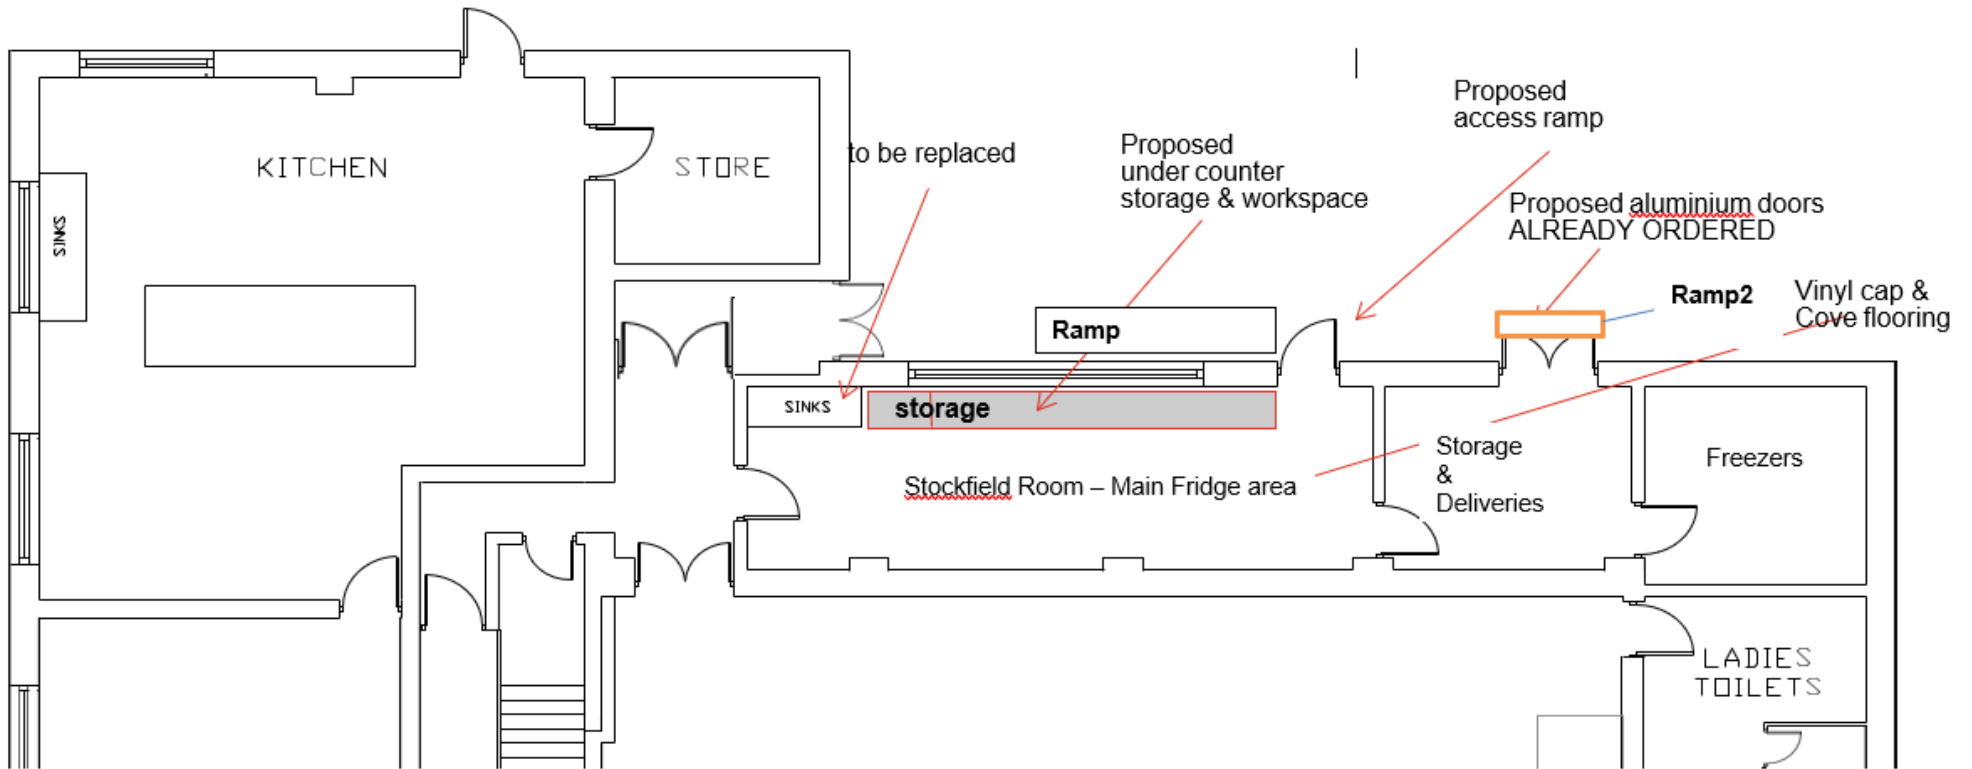 Proposed
access ramp
KITCHEN
STORE
to be replaced
Proposed
under counter
storage & workspace
Proposed aluminium doors
ALREADY ORDERED
SINKS
Ramp2
Vinyl cap &
Cove flooring
Ramp
SINKS
storage
Stockfield Room – Main Fridge area
Storage
&
Deliveries
Freezers
LADIES
TOILETS